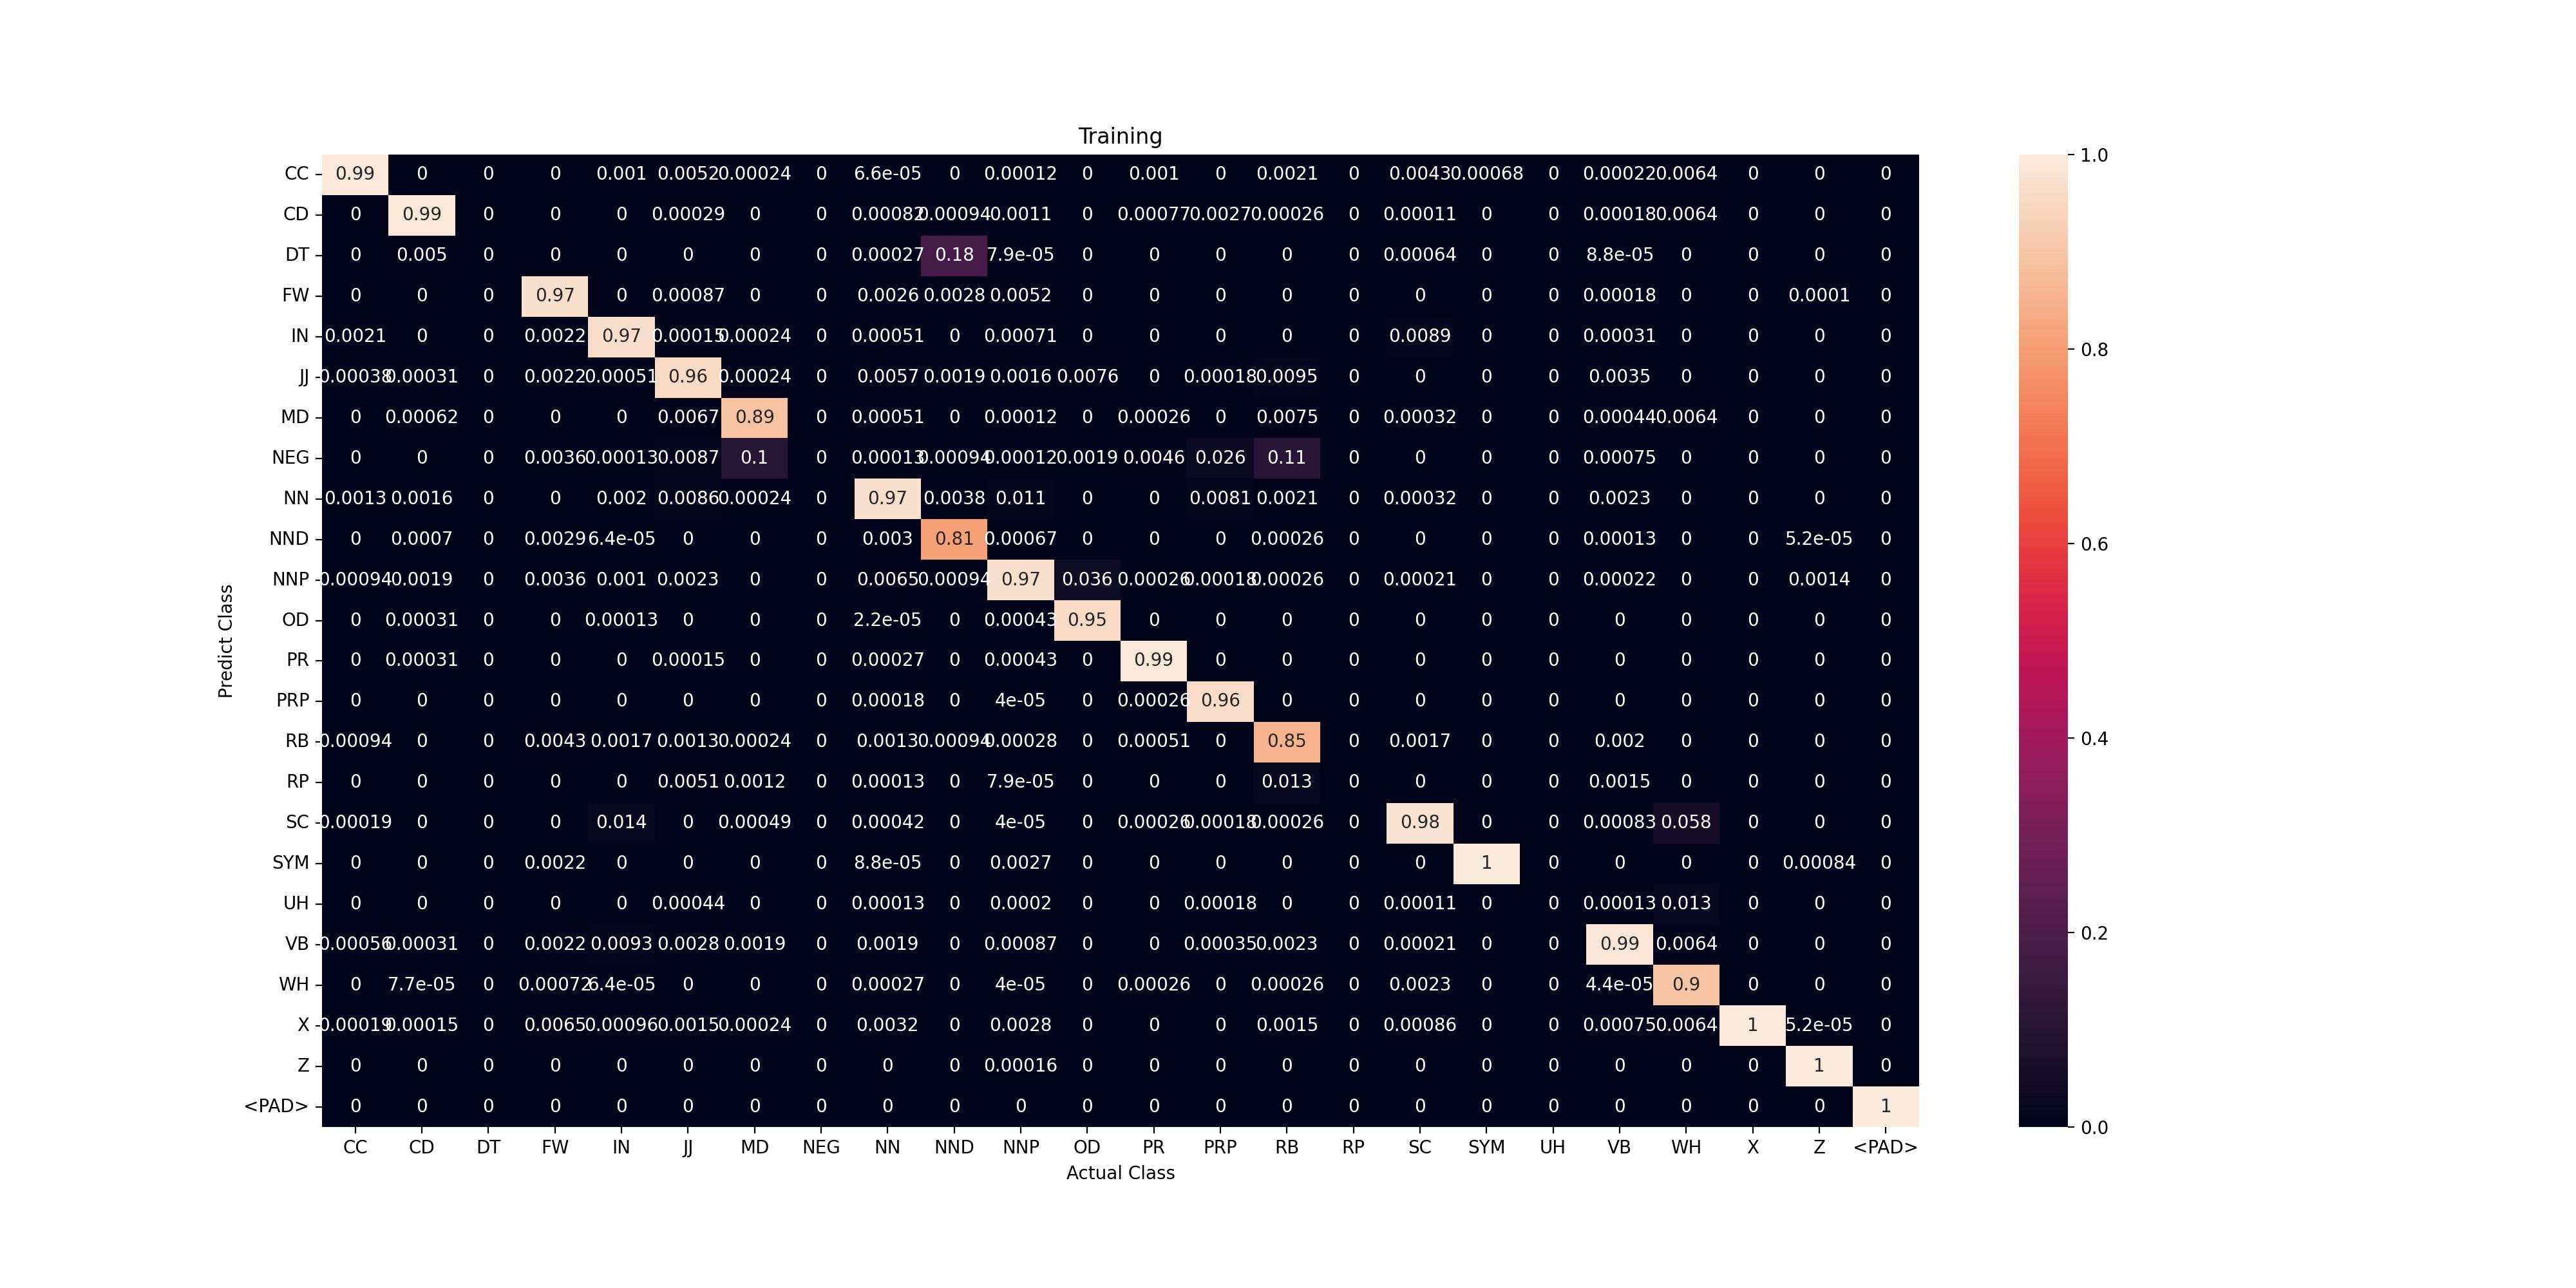 Training
CC 0.99 0 0 0 0.001 0.0052 0.00024 0 6.6e-05 0 0.00012 0 0.001 0 0.0021 0 0.0043 0.00068 0 0.00022 0.0064 0 0 0 1.0
CD 0 0.99 0 0 0 0.00029 0 0 0.00082 0.00094 0.0011 0 0.00077 0.0027 0.00026 0 0.00011 0 0 0.00018 0.0064 0 0 0
DT 0 0.005 0 0 0 0 0 0 0.00027 0.18 7.9e-05 0 0 0 0 0 0.00064 0 0 8.8e-05 0 0 0 0
FW 0 0 0 0.97 0 0.00087 0 0 0.0026 0.0028 0.0052 0 0 0 0 0 0 0 0 0.00018 0 0 0.0001 0
IN 0.0021 0 0 0.0022 0.97 0.00015 0.00024 0 0.00051 0 0.00071 0 0 0 0 0 0.0089 0 0 0.00031 0 0 0 0
0.8
JJ 0.00038 0.00031 0 0.0022 0.00051 0.96 0.00024 0 0.0057 0.0019 0.0016 0.0076 0 0.00018 0.0095 0 0 0 0 0.0035 0 0 0 0
MD 0 0.00062 0 0 0 0.0067 0.89 0 0.00051 0 0.00012 0 0.00026 0 0.0075 0 0.00032 0 0 0.00044 0.0064 0 0 0
NEG 0 0 0 0.0036 0.00013 0.0087 0.1 0 0.00013 0.00094 0.00012 0.0019 0.0046 0.026 0.11 0 0 0 0 0.00075 0 0 0 0
NN 0.0013 0.0016 0 0 0.002 0.0086 0.00024 0 0.97 0.0038 0.011 0 0 0.0081 0.0021 0 0.00032 0 0 0.0023 0 0 0 0
NND 0 0.0007 0 0.0029 6.4e-05 0 0 0 0.003 0.81 0.00067 0 0 0 0.00026 0 0 0 0 0.00013 0 0 5.2e-05 0 0.6
NNP 0.00094 0.0019 0 0.0036 0.001 0.0023 0 0 0.0065 0.00094 0.97 0.036 0.00026 0.00018 0.00026 0 0.00021 0 0 0.00022 0 0 0.0014 0
OD 0 0.00031 0 0 0.00013 0 0 0 2.2e-05 0 0.00043 0.95 0 0 0 0 0 0 0 0 0 0 0 0
Predict Class
PR 0 0.00031 0 0 0 0.00015 0 0 0.00027 0 0.00043 0 0.99 0 0 0 0 0 0 0 0 0 0 0
PRP 0 0 0 0 0 0 0 0 0.00018 0 4e-05 0 0.00026 0.96 0 0 0 0 0 0 0 0 0 0
RB 0.00094 0 0 0.0043 0.0017 0.0013 0.00024 0 0.0013 0.00094 0.00028 0 0.00051 0 0.85 0 0.0017 0 0 0.002 0 0 0 0 0.4
RP 0 0 0 0 0 0.0051 0.0012 0 0.00013 0 7.9e-05 0 0 0 0.013 0 0 0 0 0.0015 0 0 0 0
SC 0.00019 0 0 0 0.014 0 0.00049 0 0.00042 0 4e-05 0 0.00026 0.00018 0.00026 0 0.98 0 0 0.00083 0.058 0 0 0
SYM 0 0 0 0.0022 0 0 0 0 8.8e-05 0 0.0027 0 0 0 0 0 0 1 0 0 0 0 0.00084 0
UH 0 0 0 0 0 0.00044 0 0 0.00013 0 0.0002 0 0 0.00018 0 0 0.00011 0 0 0.00013 0.013 0 0 0
0.2
VB 0.00056 0.00031 0 0.0022 0.0093 0.0028 0.0019 0 0.0019 0 0.00087 0 0 0.00035 0.0023 0 0.00021 0 0 0.99 0.0064 0 0 0
WH 0 7.7e-05 0 0.00072 6.4e-05 0 0 0 0.00027 0 4e-05 0 0.00026 0 0.00026 0 0.0023 0 0 4.4e-05 0.9 0 0 0
X 0.00019 0.00015 0 0.0065 0.00096 0.0015 0.00024 0 0.0032 0 0.0028 0 0 0 0.0015 0 0.00086 0 0 0.00075 0.0064 1 5.2e-05 0
Z 0 0 0 0 0 0 0 0 0 0 0.00016 0 0 0 0 0 0 0 0 0 0 0 1 0
<PAD> 0 0 0 0 0 0 0 0 0 0 0 0 0 0 0 0 0 0 0 0 0 0 0 1
0.0
CC CD DT FW IN JJ MD NEG NN NND NNP OD PR PRP RB RP SC SYM UH VB WH X Z <PAD>
Actual Class